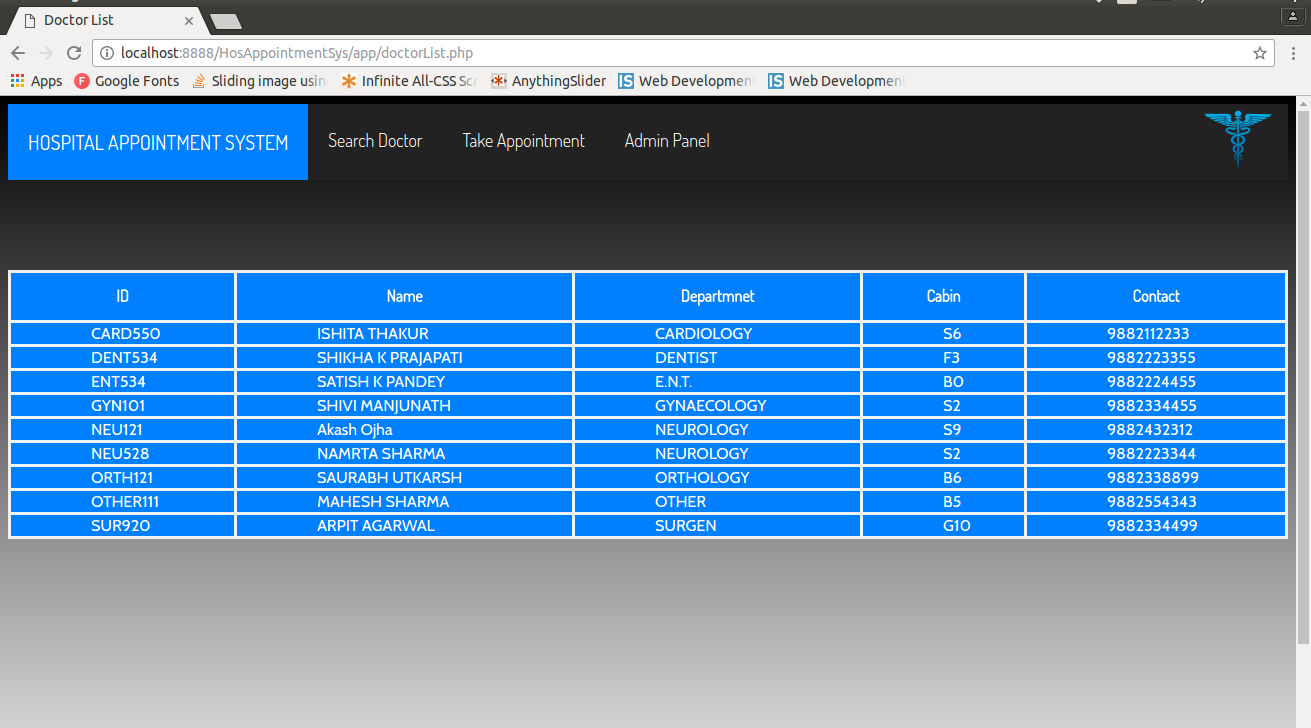 Doctor List
localhost:8888/HosAppointmentSys/app/doctorList.php
Apps Google Fonts Sliding image usin Infinite All-CSS Scr AnythingSlider Web Developmen Web Developmen
HOSPITAL APPOINTMENT SYSTEM Search Doctor Take Appointment Admin Panel
ID Name Departmnet Cabin Contact
CARD550 ISHITA THAKUR CARDIOLOGY S6 9882112233
DENT534 SHIKHA K PRAJAPATI DENTIST F3 9882223355
ENT534 SATISH K PANDEY E.N.T. B0 9882224455
GYN101 SHIVI MANJUNATH GYNAECOLOGY S2 9882334455
NEU121 Akash Ojha NEUROLOGY S9 9882432312
NEU528 NAMRTA SHARMA NEUROLOGY S2 9882223344
ORTH121 SAURABH UTKARSH ORTHOLOGY B6 9882338899
OTHER111 MAHESH SHARMA OTHER B5 9882554343
SUR920 ARPIT AGARWAL SURGEN G10 9882334499